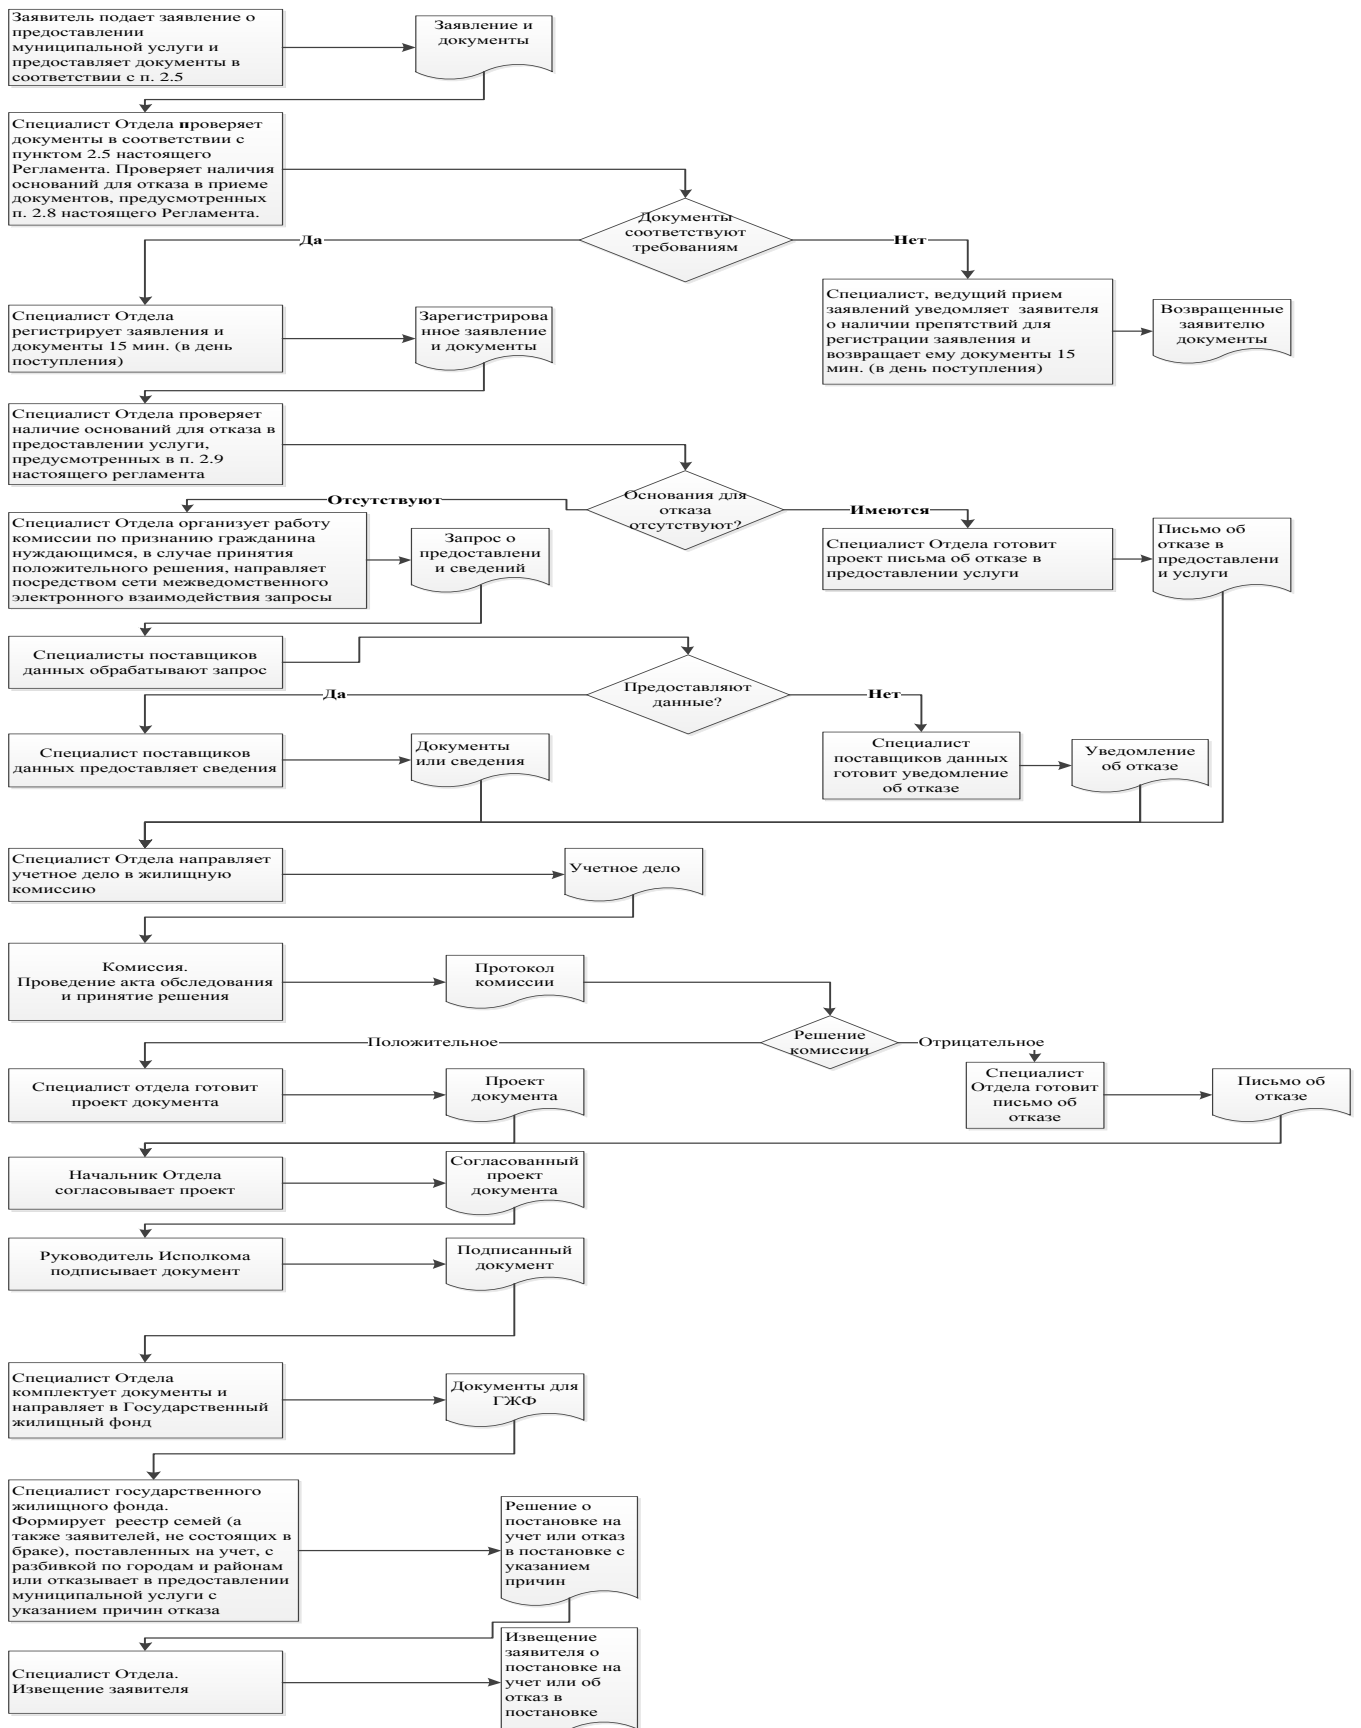 Заявитель подает заявление о
предоставлении
муниципальной услуги и
предоставляет документы в
соответствии с п. 2.5
Заявление и
документы
Специалист Отдела проверяет
документы в соответствии с
пунктом 2.5 настоящего
Регламента. Проверяет наличия
оснований для отказа в приеме
документов, предусмотренных
п. 2.8 настоящего Регламента.
Документы
соответствуют
требованиям
Да
Нет
Специалист Отдела
регистрирует заявления и
документы 15 мин. (в день
поступления)
Зарегистрирова
нное заявление
и документы
Специалист, ведущий прием
заявлений уведомляет заявителя
о наличии препятствий для
регистрации заявления и
возвращает ему документы 15
мин. (в день поступления)
Возвращенные
заявителю
документы
Специалист Отдела проверяет
наличие оснований для отказа в
предоставлении услуги,
предусмотренных в п. 2.9
настоящего регламента
Основания для
отказа
отсутствуют?
Отсутствуют
Имеются
Специалист Отдела организует работу
комиссии по признанию гражданина
нуждающимся, в случае принятия
положительного решения, направляет
посредством сети межведомственного
электронного взаимодействия запросы
Запрос о
предоставлени
и сведений
Специалист Отдела готовит
проект письма об отказе в
предоставлении услуги
Письмо об
отказе в
предоставлени
и услуги
Специалисты поставщиков
данных обрабатывают запрос
Предоставляют
данные?
Да
Нет
Специалист поставщиков
данных предоставляет сведения
Документы
или сведения
Специалист
поставщиков данных
готовит уведомление
об отказе
Уведомление
об отказе
Специалист Отдела направляет
учетное дело в жилищную
комиссию
Учетное дело
Комиссия.
Проведение акта обследования
и принятие решения
Протокол
комиссии
Решение
комиссии
Положительное
Отрицательное
Специалист отдела готовит
проект документа
Проект
документа
Специалист
Отдела готовит
письмо об
отказе
Письмо об
отказе
Начальник Отдела
согласовывает проект
Согласованный
проект
документа
Руководитель Исполкома
подписывает документ
Подписанный
документ
Специалист Отдела
комплектует документы и
направляет в Государственный
жилищный фонд
Документы для
ГЖФ
Специалист государственного
жилищного фонда.
Формирует реестр семей (а
также заявителей, не состоящих в
браке), поставленных на учет, с
разбивкой по городам и районам
или отказывает в предоставлении
муниципальной услуги с
указанием причин отказа
Решение о
постановке на
учет или отказ
в постановке с
указанием
причин
Специалист Отдела.
Извещение заявителя
Извещение
заявителя о
постановке на
учет или об
отказ в
постановке